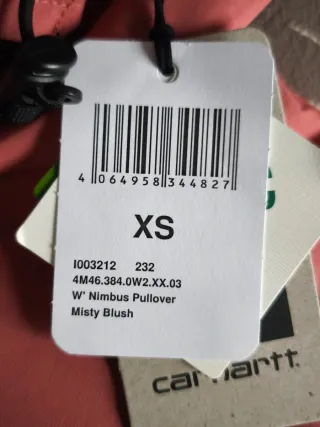 4 064958 344827
XS
I003212 232
4M46.384.0W2.XX.03
W' Nimbus Pullover
Misty Blush
carhartt